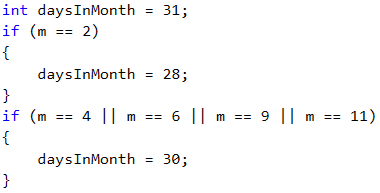 int daysInMonth = 31;
if (m == 2)
{
    daysInMonth = 28;
}
if (m == 4 || m == 6 || m == 9 || m == 11)
{
    daysInMonth = 30;
}